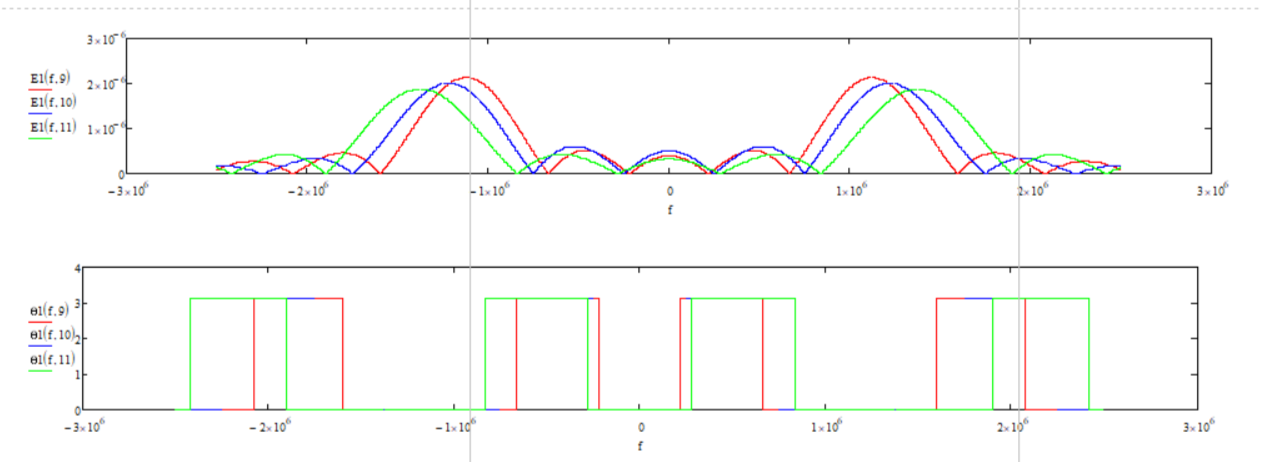 3×10⁻⁶
E1(f,9)
2×10⁻⁶
E1(f,10)
1×10⁻⁶
E1(f,11)
0
−3×10⁶ −2×10⁶ −1×10⁶ 0 1×10⁶ 2×10⁶ 3×10⁶
f
4
θ1(f,9)
3
θ1(f,10)
2
θ1(f,11)
1
0
−3×10⁶ −2×10⁶ −1×10⁶ 0 1×10⁶ 2×10⁶ 3×10⁶
f